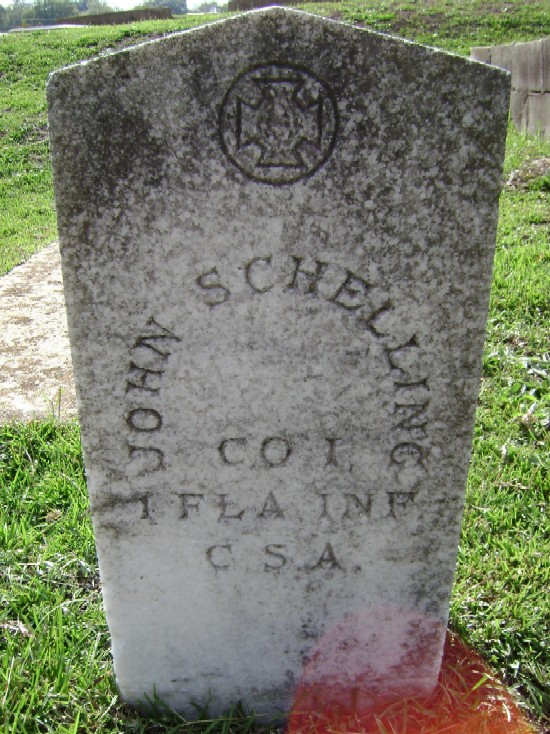 JOHN SCHELLING
CO I,
1 FLA INF
C S A.